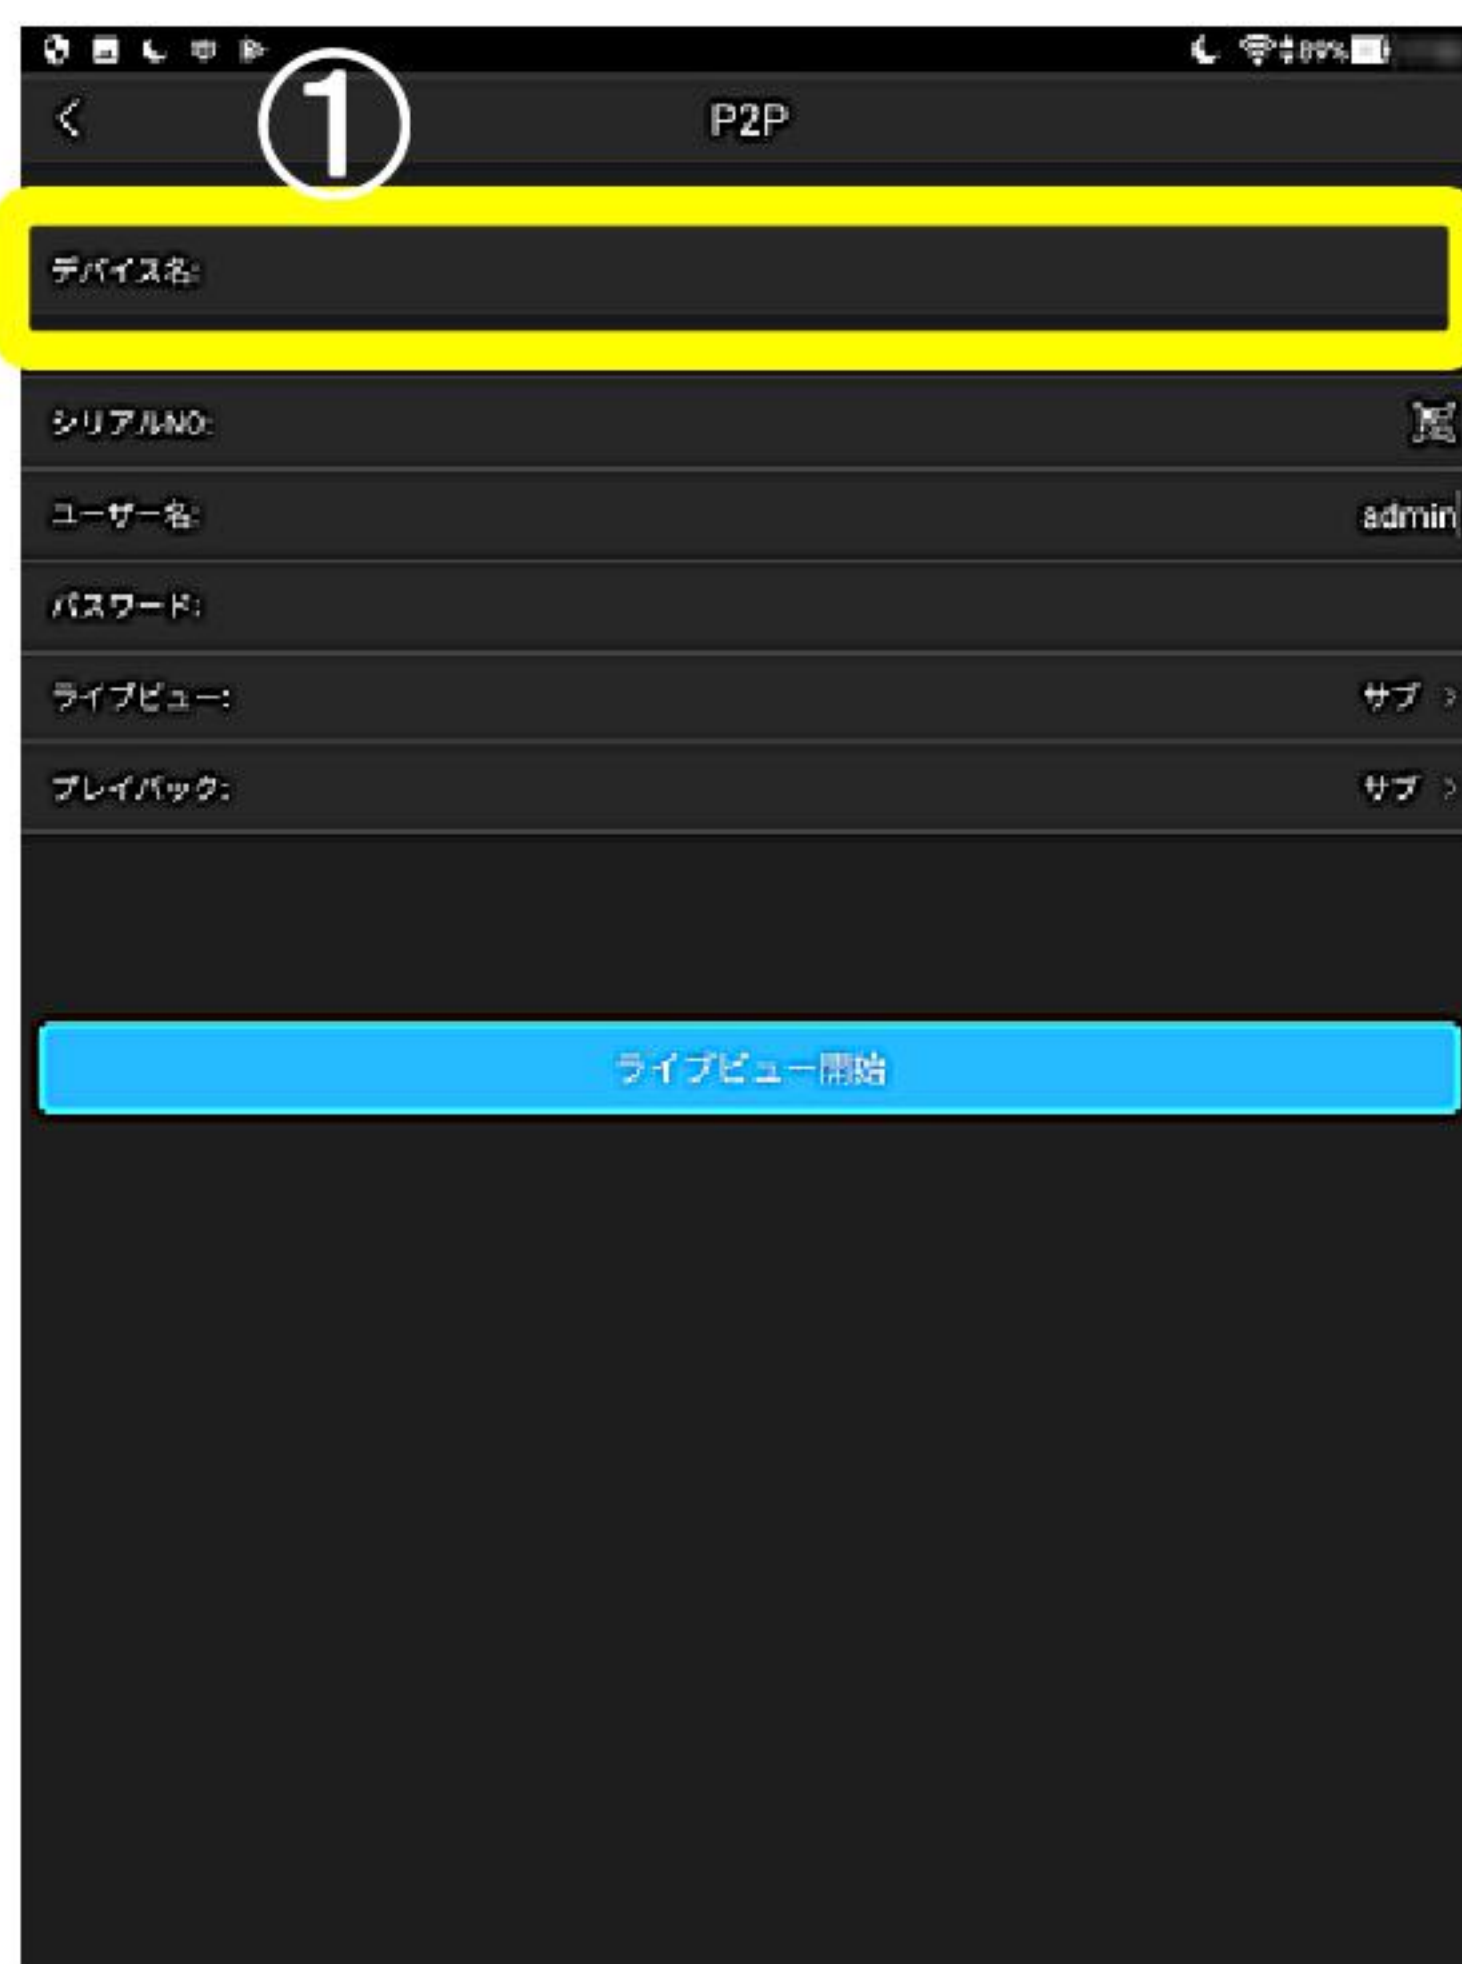 89%
①
P2P
デバイス名:
シリアルNO:
ユーザー名: admin
パスワード:
ライブビュー: サブ
プレイバック: サブ
ライブビュー開始